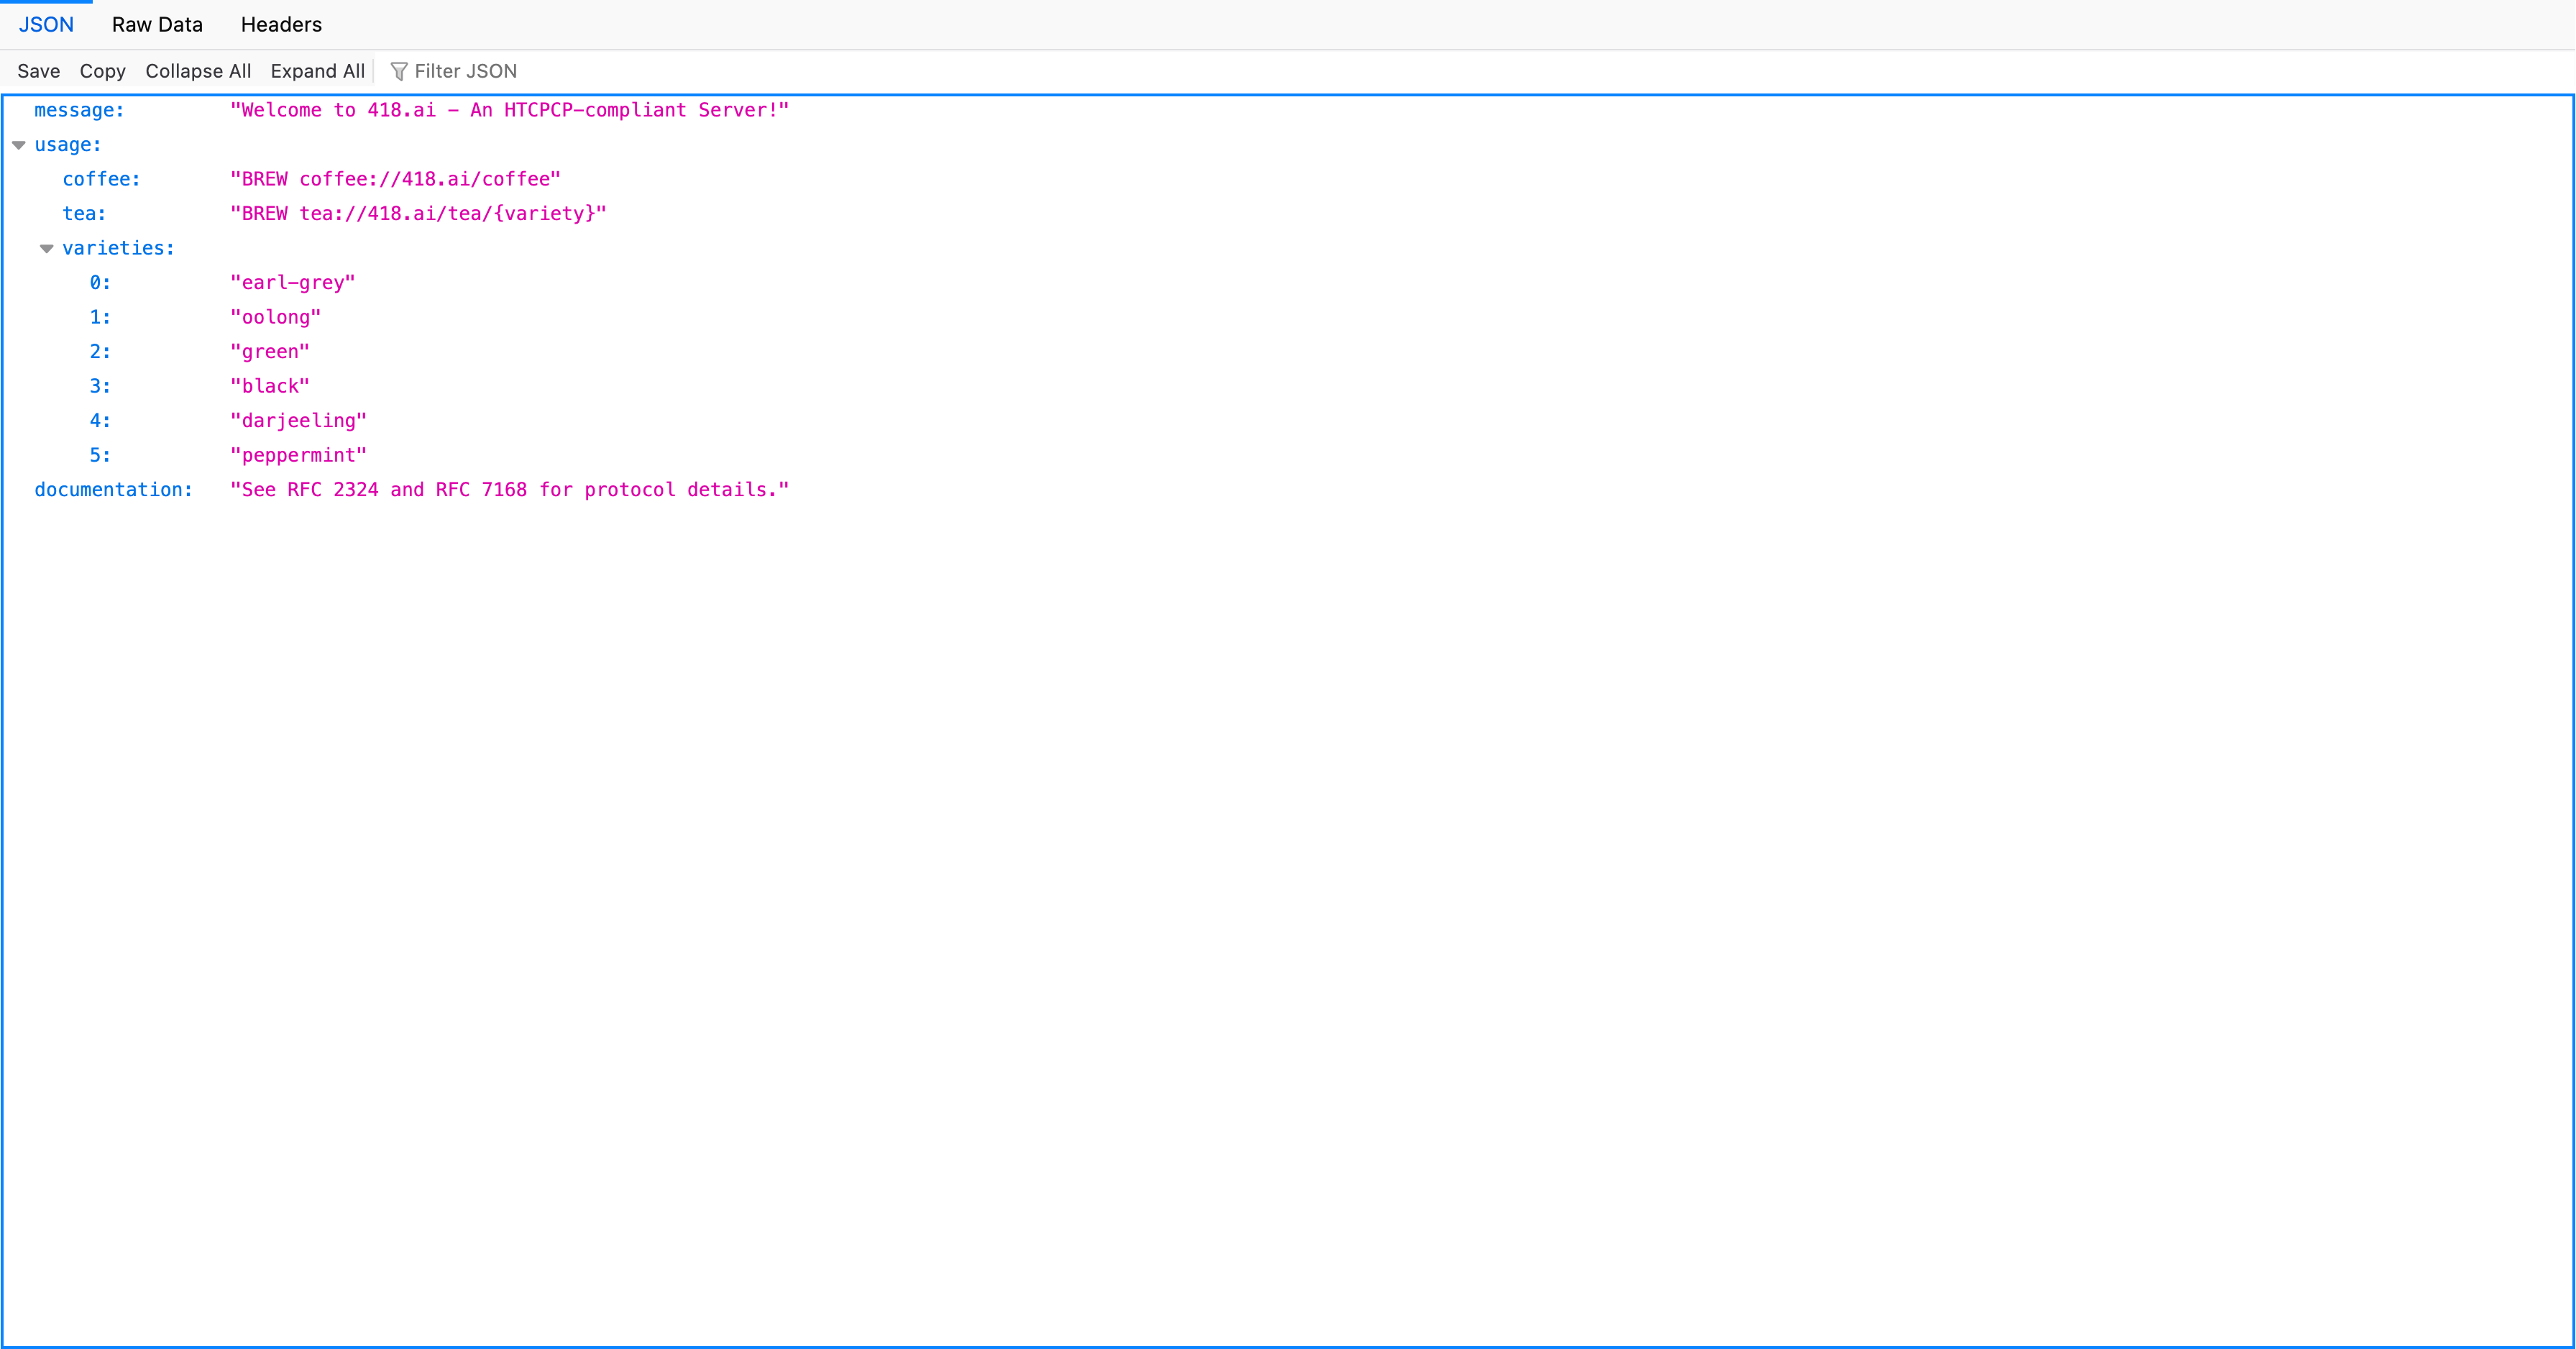 JSON Raw Data Headers
Save Copy Collapse All Expand All Filter JSON
message: "Welcome to 418.ai - An HTCPCP-compliant Server!"
usage:
coffee: "BREW coffee://418.ai/coffee"
tea: "BREW tea://418.ai/tea/{variety}"
varieties:
0: "earl-grey"
1: "oolong"
2: "green"
3: "black"
4: "darjeeling"
5: "peppermint"
documentation: "See RFC 2324 and RFC 7168 for protocol details."